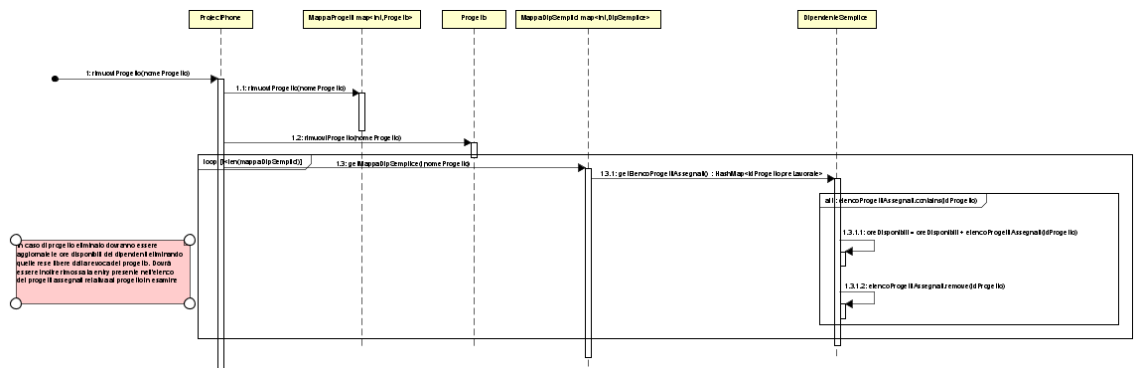 ProjectPhone
MappaProgetti map<int,Progetto>
Progetto
MappaDipSemplici map<int,DipSemplice>
DipendenteSemplice
1: rimuoviProgetto(nomeProgetto)
1.1: rimuoviProgetto(nomeProgetto)
1.2: rimuoviProgetto(nomeProgetto)
loop [i<len(mappaDipSemplici)]
1.3: getMappaDipSemplice(i nomeProgetto)
1.3.1: getElencoProgettiAssegnati() : HashMap<idProgetto,oreLavorate>
alt : elencoProgettiAssegnati.contains(idProgetto)
1.3.1.1: oreDisponibili = oreDisponibili + elencoProgettiAssegnati(idProgetto)
In caso di progetto eliminato dovranno essere
aggiornate le ore disponibili dei dipendenti eliminando
quelle rese libere dalla revoca del progetto. Dovrà
essere inoltre rimossa la entry presente nell'elenco
dei progetti assegnati relativa al progetto in esame
1.3.1.2: elencoProgettiAssegnati.remove(idProgetto)